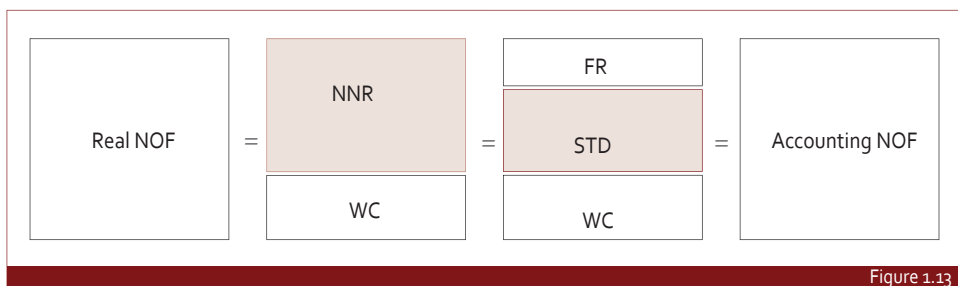 FR
NNR
Real NOF = = STD = Accounting NOF
WC
WC
Figure 1.13